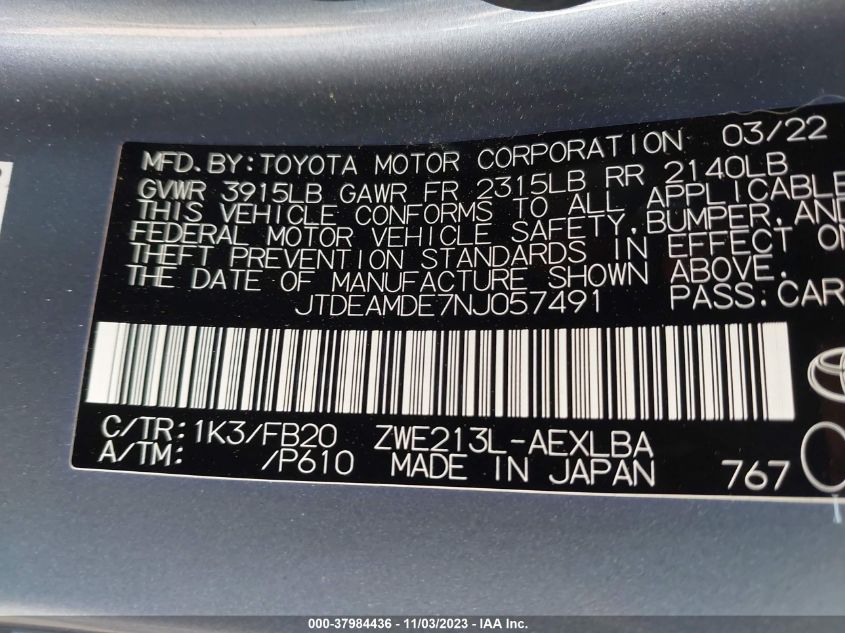 MFD. BY: TOYOTA MOTOR CORPORATION 03/22
GVWR 3915LB GAWR FR 2315LB RR 2140LB
THIS VEHICLE CONFORMS TO ALL APPLICABLE
FEDERAL MOTOR VEHICLE SAFETY, BUMPER, AND
THEFT PREVENTION STANDARDS IN EFFECT ON
THE DATE OF MANUFACTURE SHOWN ABOVE.
JTDEAMDE7NJ057491 PASS. CAR
C/TR: 1K3/FB20 ZWE213L-AEXLBA
A/TM: /P610 MADE IN JAPAN 767
000-37984436 - 11/03/2023 - IAA Inc.